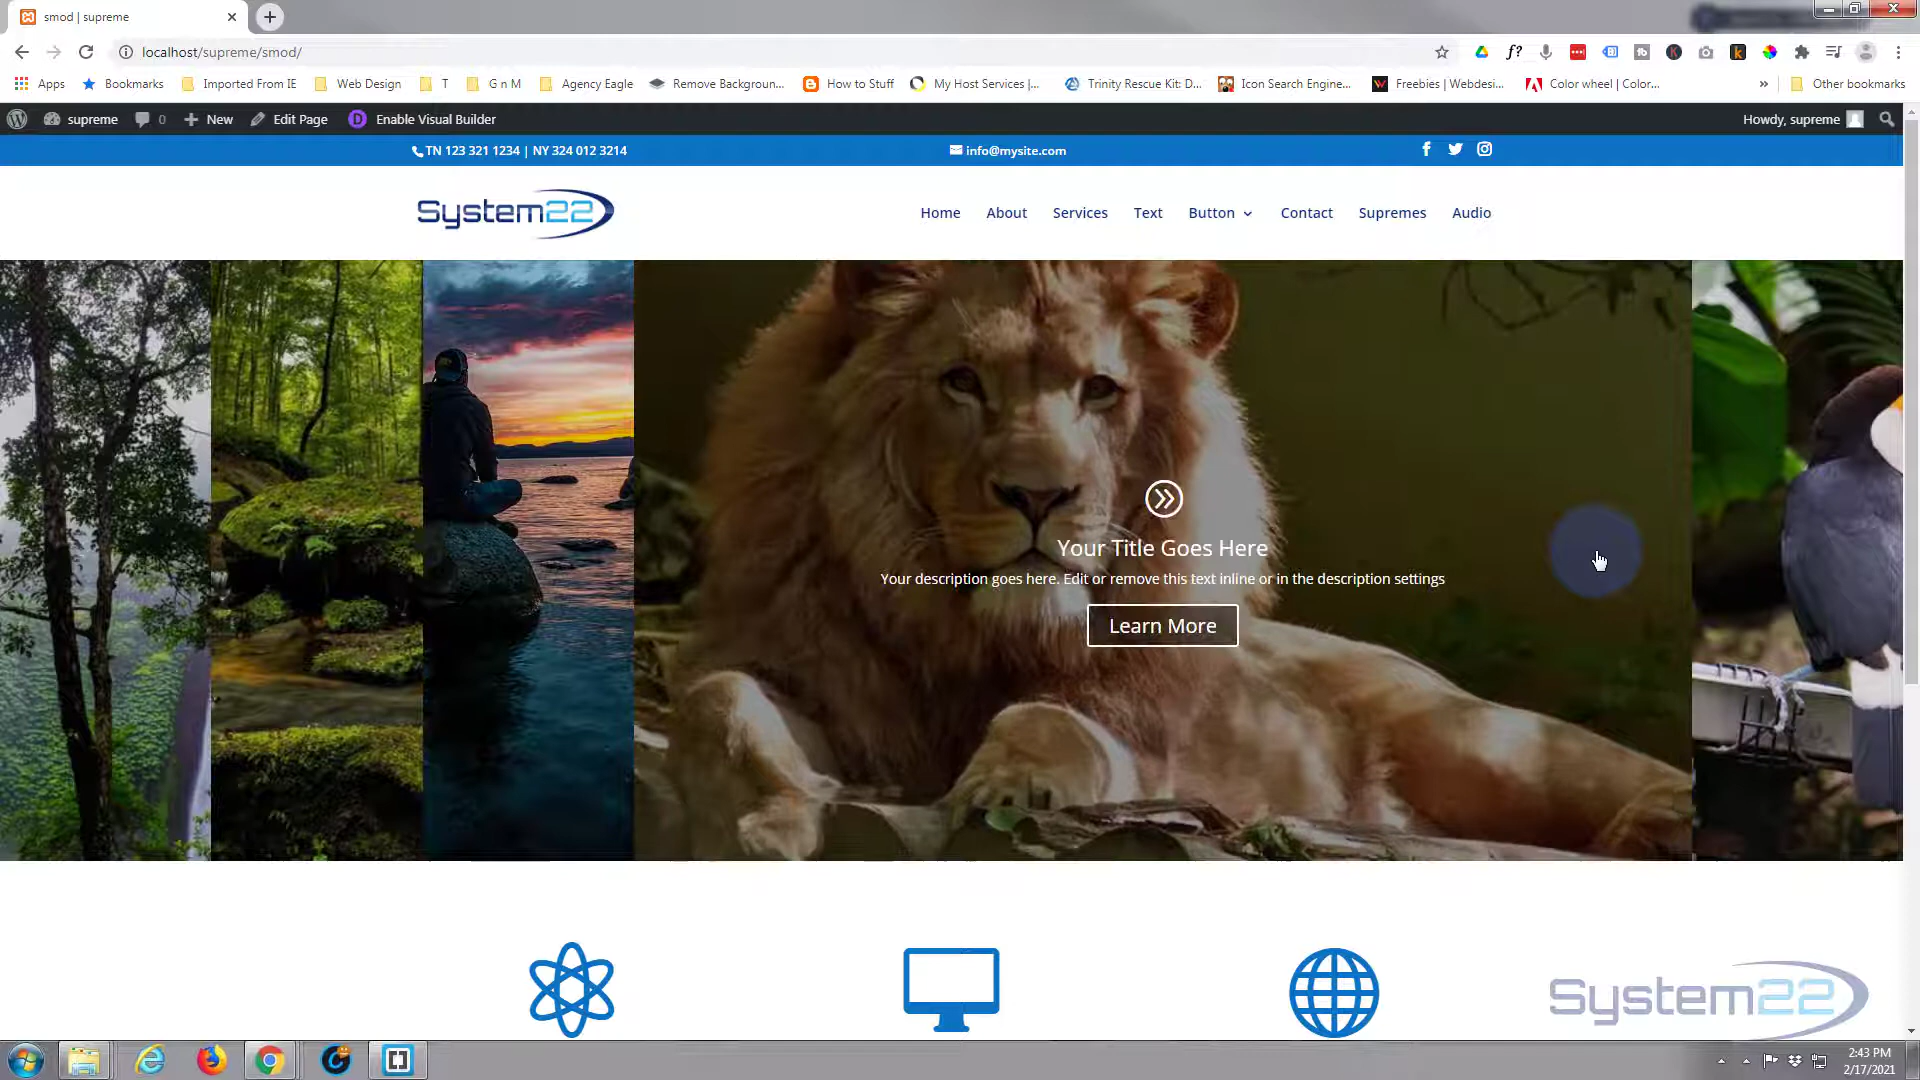 smod | supreme
localhost/supreme/smod/
f?
Apps
Bookmarks
Imported From IE
Web Design
T
G n M
Agency Eagle
Remove Backgroun...
How to Stuff
My Host Services |...
Trinity Rescue Kit: D...
Icon Search Engine...
Freebies | Webdesi...
Color wheel | Color...
»
Other bookmarks
supreme
0
New
Edit Page
D
Enable Visual Builder
Howdy, supreme
TN 123 321 1234 | NY 324 012 3214
info@mysite.com
System22
Home
About
Services
Text
Button
Contact
Supremes
Audio
Your Title Goes Here
Your description goes here. Edit or remove this text inline or in the description settings
Learn More
System22
2:43 PM
2/17/2021